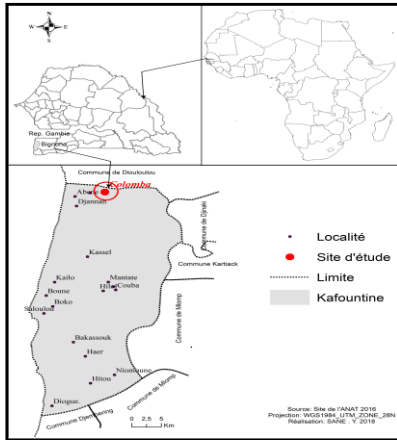 N
W
E
S
Rep. Gambie
Bignona
Commune de Diouloulou
Colomba
Abene
Djannah
Commune de Djinaki
Kassel
Commune Kartiack
Kailo
Mantate
Hilol
Couba
Boune
Boko
Saloulou
Commune de Mlomp
Bakassouk
Haer
Hitou
Niomoune
Diogue.
Commune Djembering
Commune de Mlomp
0 2,5 5
Km
Localité
Site d'étude
Limite
Kafountine
Source: Site de l'ANAT 2016
Projection: WGS1984_UTM_ZONE_28N
Réalisation: SANE . Y. 2018